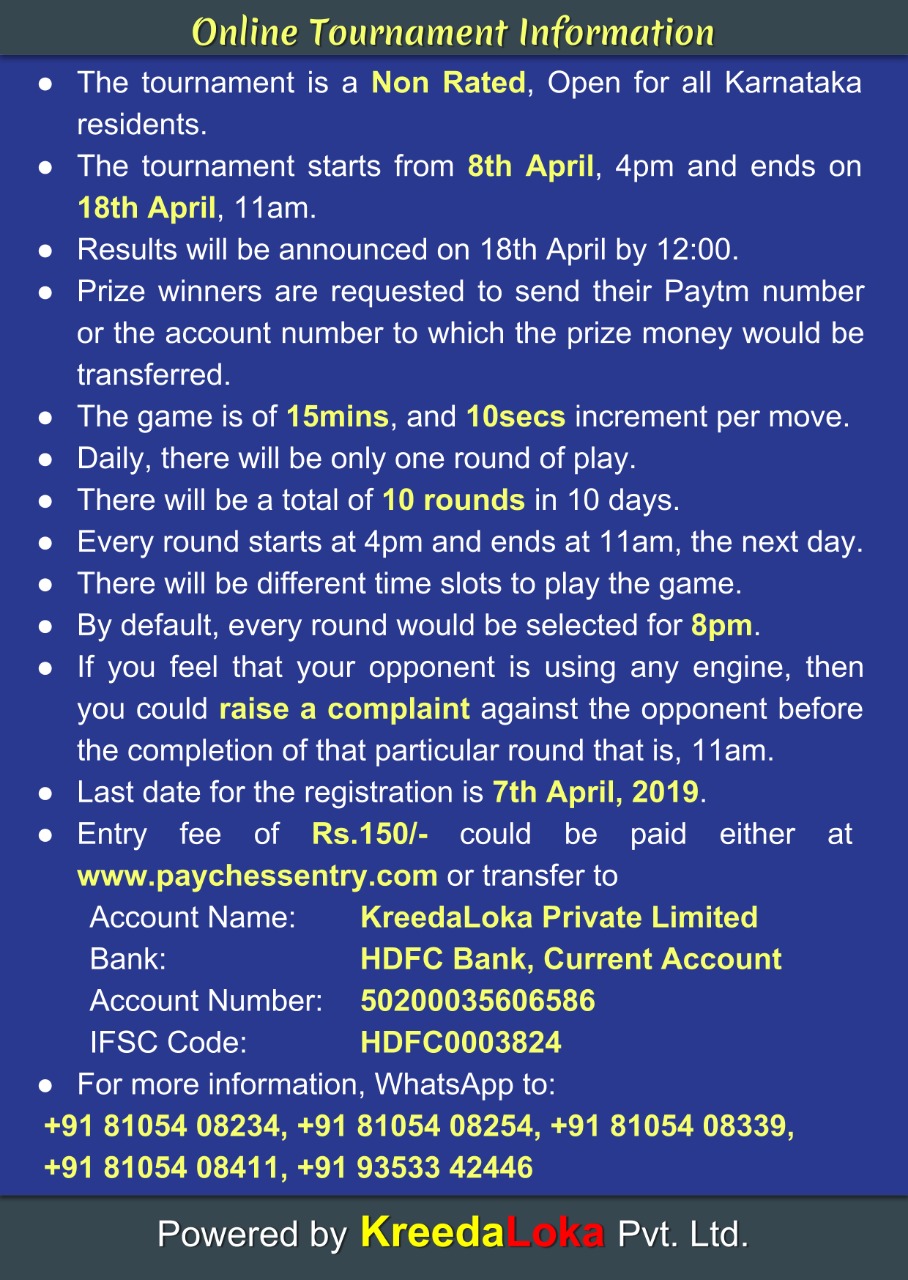 Online Tournament Information
● The tournament is a Non Rated, Open for all Karnataka
residents.
● The tournament starts from 8th April, 4pm and ends on
18th April, 11am.
● Results will be announced on 18th April by 12:00.
● Prize winners are requested to send their Paytm number
or the account number to which the prize money would be
transferred.
● The game is of 15mins, and 10secs increment per move.
● Daily, there will be only one round of play.
● There will be a total of 10 rounds in 10 days.
● Every round starts at 4pm and ends at 11am, the next day.
● There will be different time slots to play the game.
● By default, every round would be selected for 8pm.
● If you feel that your opponent is using any engine, then
you could raise a complaint against the opponent before
the completion of that particular round that is, 11am.
● Last date for the registration is 7th April, 2019.
● Entry fee of Rs.150/- could be paid either at
www.paychessentry.com or transfer to
Account Name: KreedaLoka Private Limited
Bank: HDFC Bank, Current Account
Account Number: 50200035606586
IFSC Code: HDFC0003824
● For more information, WhatsApp to:
+91 81054 08234, +91 81054 08254, +91 81054 08339,
+91 81054 08411, +91 93533 42446
Powered by KreedaLoka Pvt. Ltd.